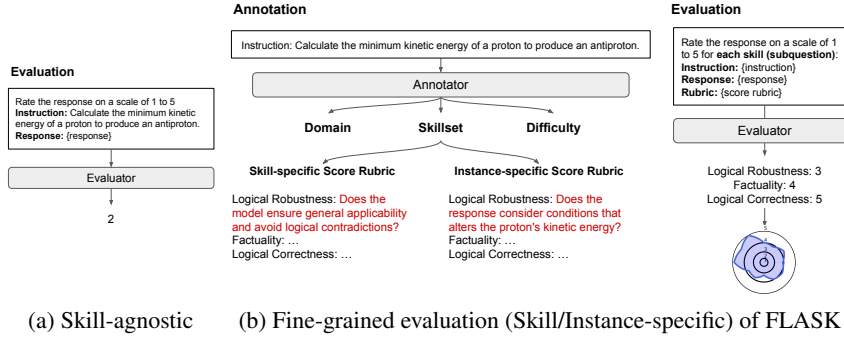 Evaluation
Rate the response on a scale of 1 to 5
Instruction: Calculate the minimum kinetic
energy of a proton to produce an antiproton.
Response: {response}
Evaluator
2
(a) Skill-agnostic
Annotation
Instruction: Calculate the minimum kinetic energy of a proton to produce an antiproton.
Annotator
Domain
Skillset
Difficulty
Skill-specific Score Rubric
Logical Robustness: Does the
model ensure general applicability
and avoid logical contradictions?
Factuality: …
Logical Correctness: …
Instance-specific Score Rubric
Logical Robustness: Does the
response consider conditions that
alters the proton's kinetic energy?
Factuality: …
Logical Correctness: …
Evaluation
Rate the response on a scale of 1
to 5 for each skill (subquestion):
Instruction: {instruction}
Response: {response}
Rubric: {score rubric}
Evaluator
Logical Robustness: 3
Factuality: 4
Logical Correctness: 5
5
4
3
(b) Fine-grained evaluation (Skill/Instance-specific) of FLASK